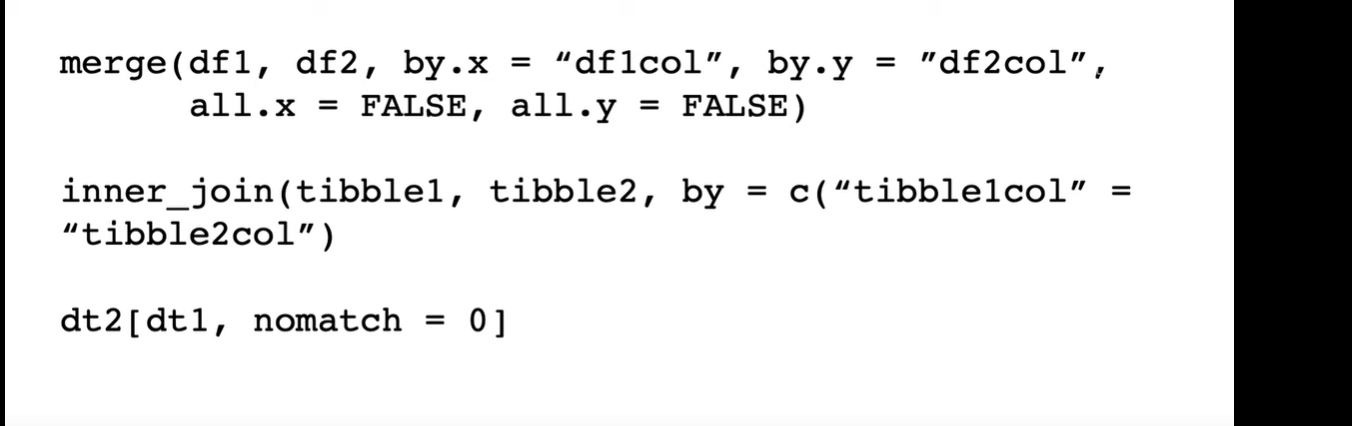 merge(df1, df2, by.x = “df1col”, by.y = ”df2col”,
all.x = FALSE, all.y = FALSE)
inner_join(tibble1, tibble2, by = c(“tibble1col” =
“tibble2col”)
dt2[dt1, nomatch = 0]